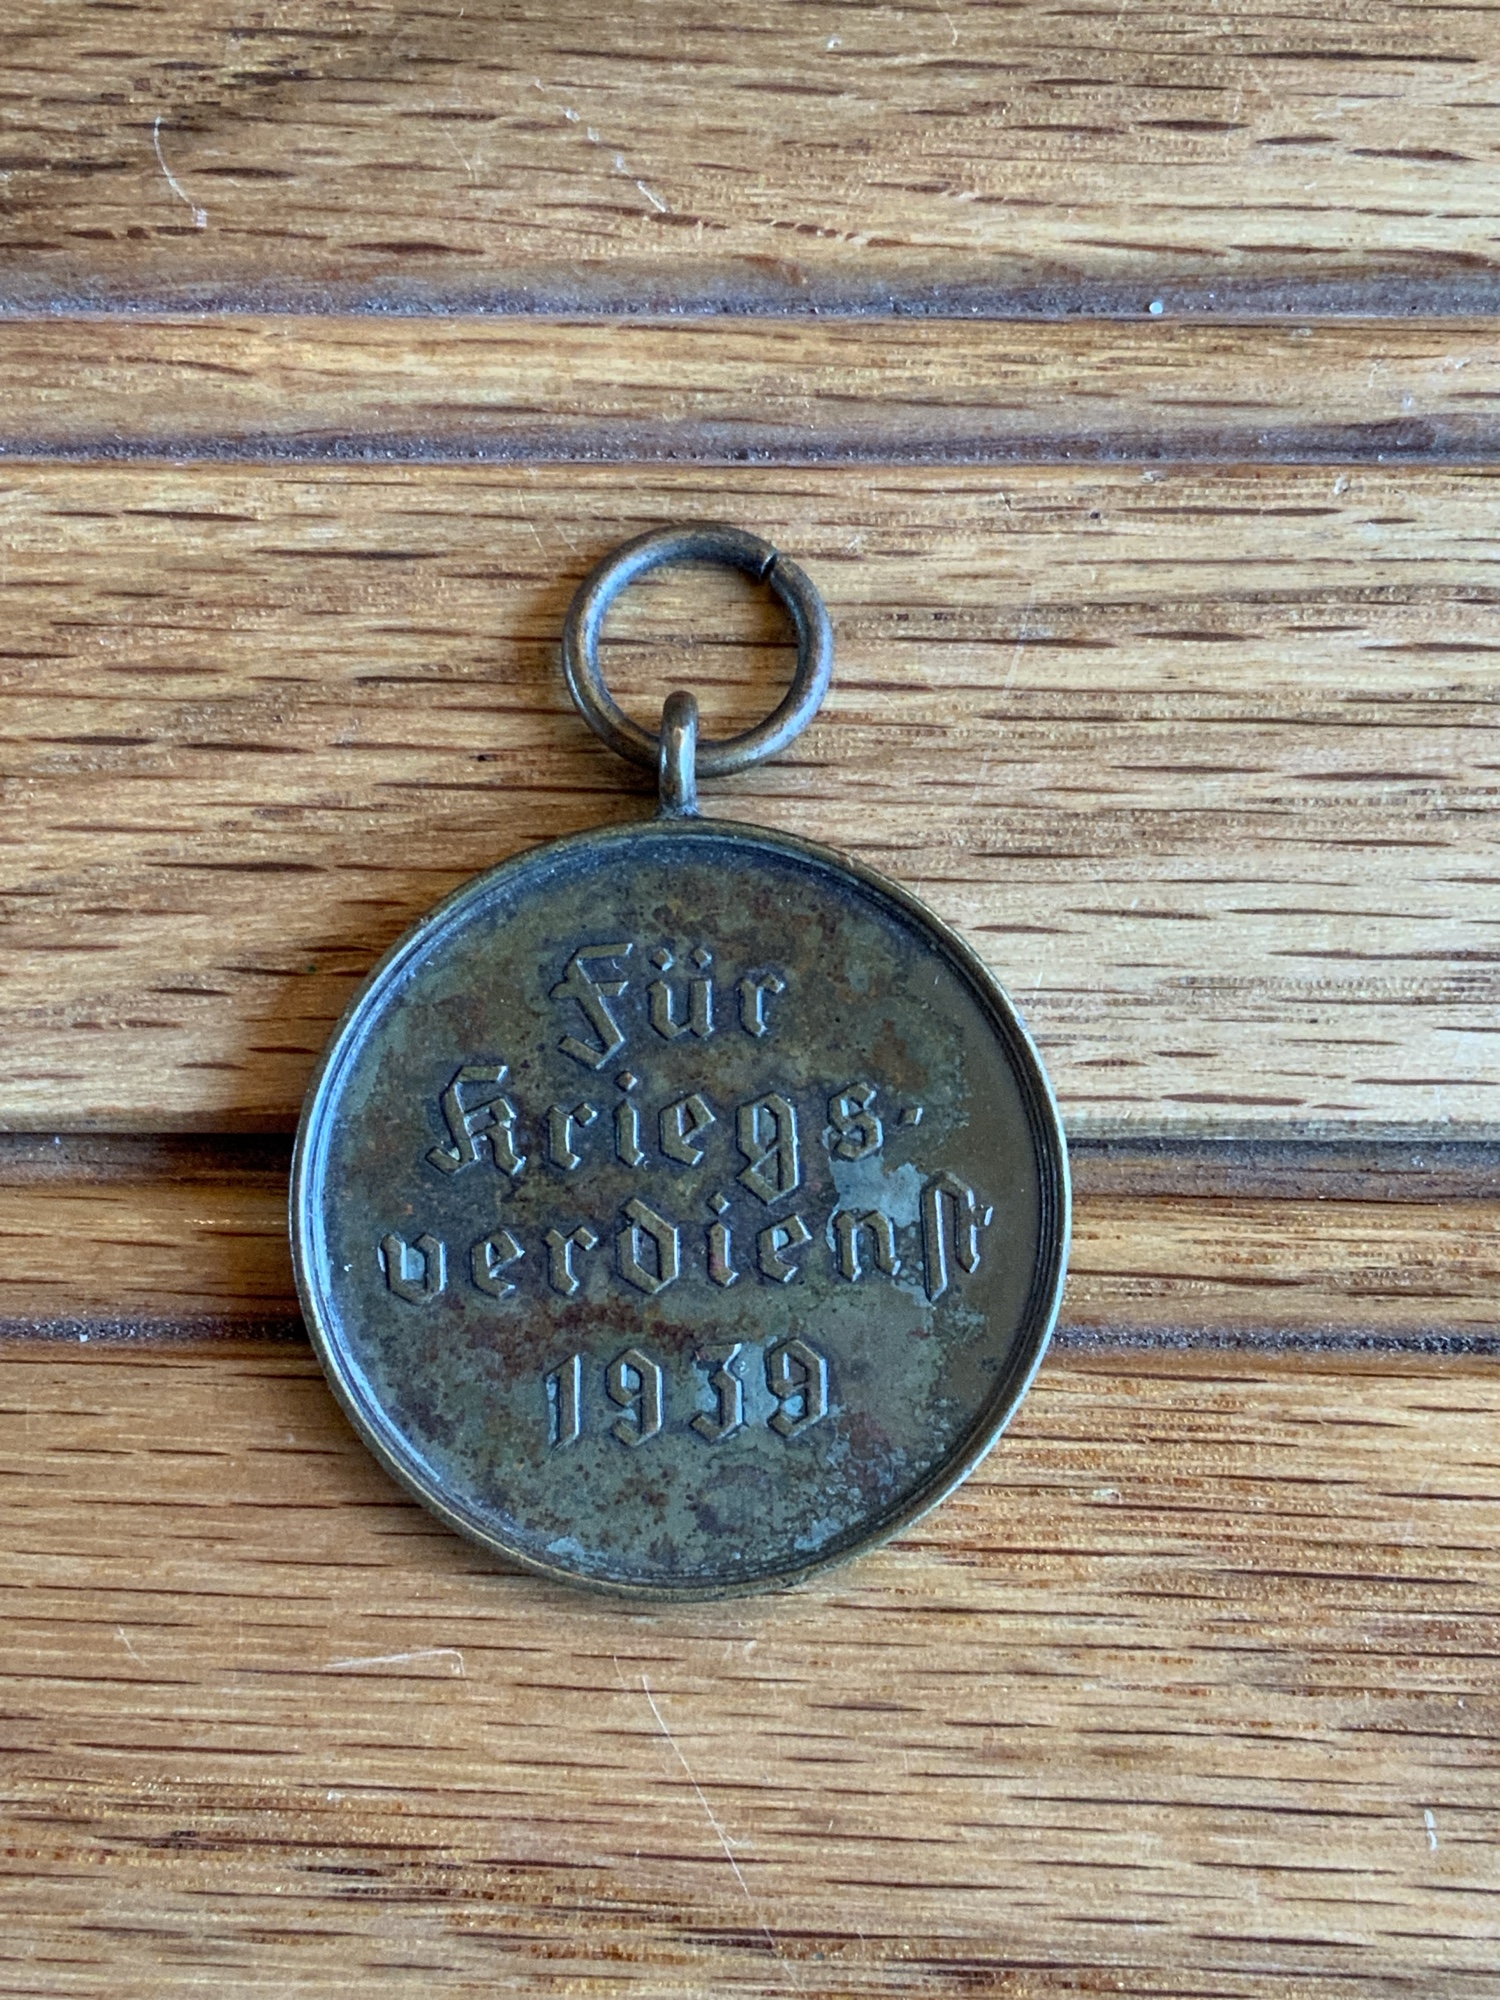 Für
Kriegs-
verdienst
1939